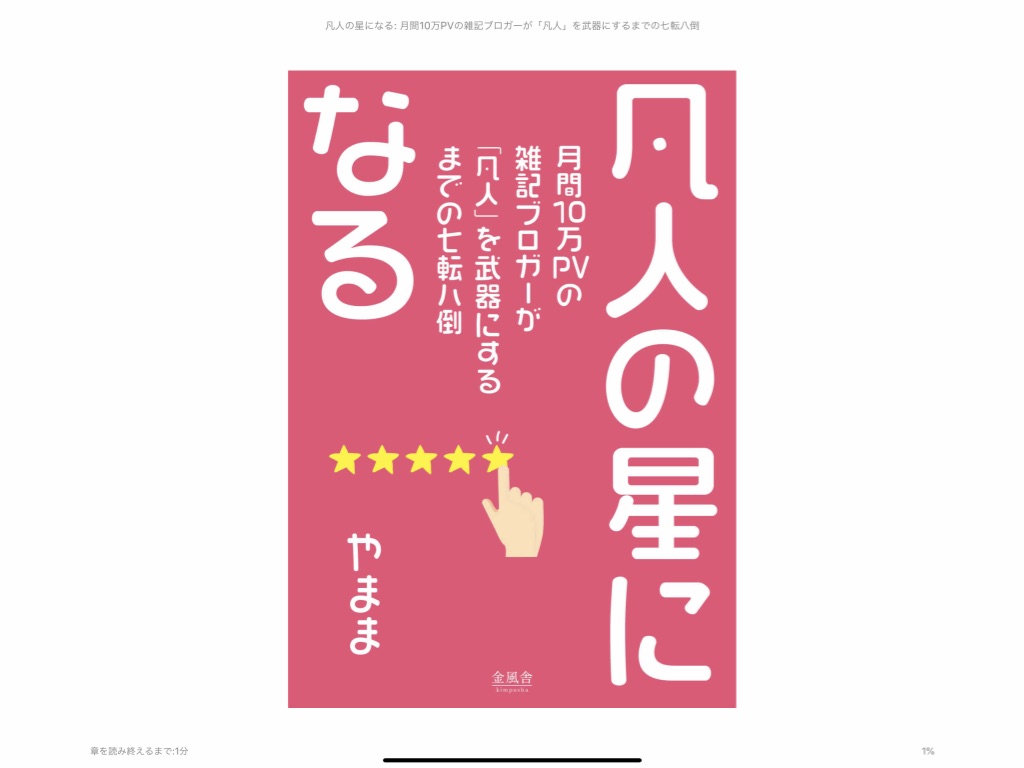 凡人の星になる: 月間10万PVの雑記ブロガーが「凡人」を武器にするまでの七転八倒
凡人の星に
なる
月間10万PVの
雑記ブロガーが
「凡人」を武器にする
までの七転八倒
やまま
金風舎
kimpusha
章を読み終えるまで:1分
1%